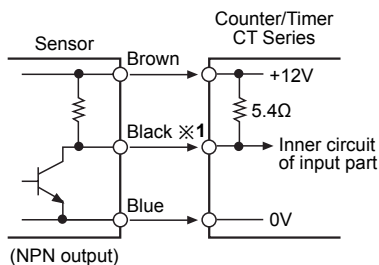 Counter/Timer
CT Series
Sensor
Brown
+12V
5.4Ω
Black ※1
Inner circuit
of input part
Blue
0V
(NPN output)